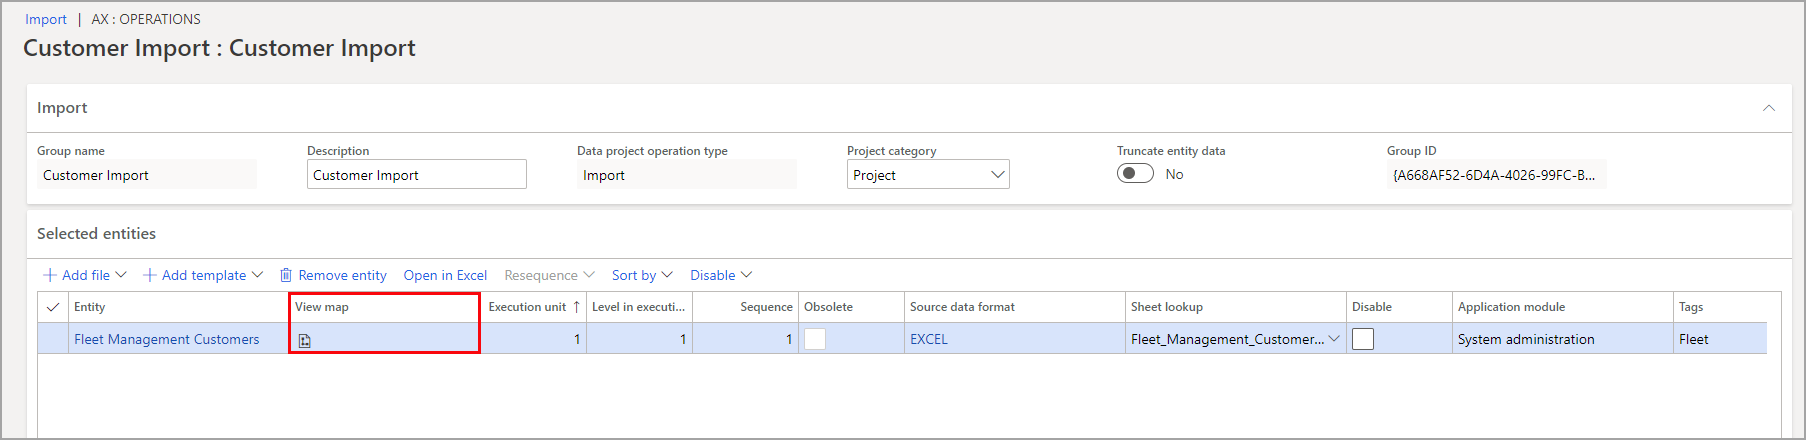 Import | AX : OPERATIONS
Customer Import : Customer Import
Import
Group name Description Data project operation type Project category Truncate entity data Group ID
Customer Import Customer Import Import Project No {A668AF52-6D4A-4026-99FC-B...
Selected entities
Add file Add template Remove entity Open in Excel Resequence Sort by Disable
Entity View map Execution unit ↑ Level in executi... Sequence Obsolete Source data format Sheet lookup Disable Application module Tags
Fleet Management Customers 1 1 1 EXCEL Fleet_Management_Customer... System administration Fleet